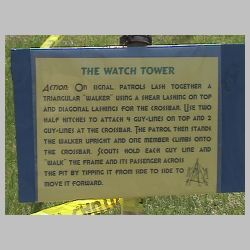 THE WATCH TOWER
ACTION: ON SIGNAL PATROLS LASH TOGETHER A
TRIANGULAR "WALKER" USING A SHEAR LASHING ON TOP
AND DIAGONAL LASHINGS FOR THE CROSSBAR. USE TWO
HALF HITCHES TO ATTACH 4 GUY-LINES ON TOP AND 2
GUY-LINES AT THE CROSSBAR. THE PATROL THEN STANDS
THE WALKER UPRIGHT AND ONE MEMBER CLIMBS ONTO
THE CROSSBAR. SCOUTS HOLD EACH GUY LINE AND
"WALK" THE FRAME AND ITS PASSENGER ACROSS
THE PIT BY TIPPING IT FROM SIDE TO SIDE TO
MOVE IT FORWARD.